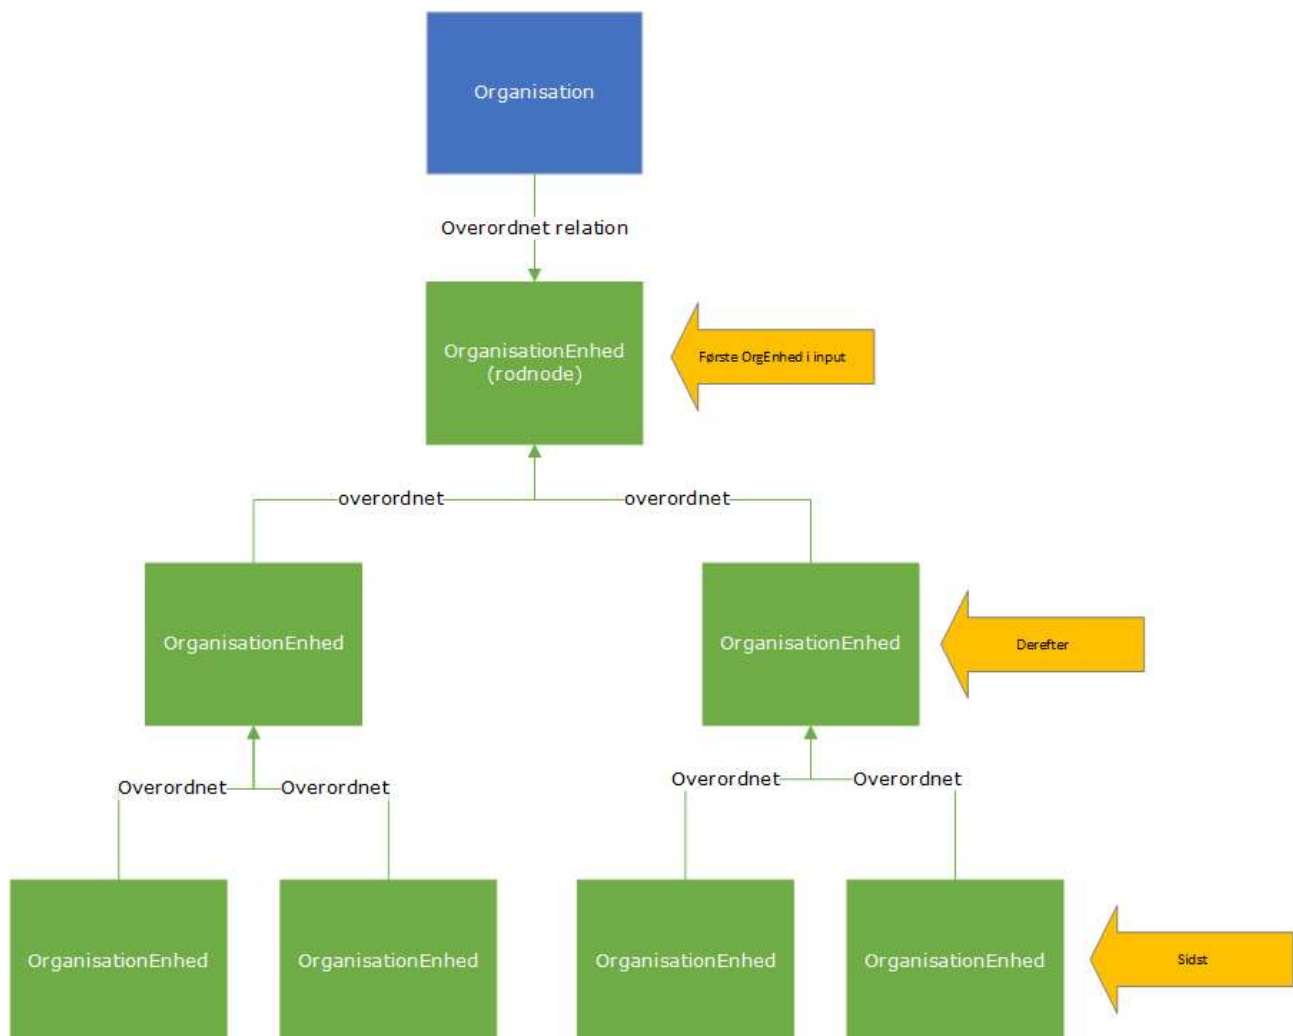 Organisation
Overordnet relation
OrganisationEnhed
(rodnode)
Første OrgEnhed i input
overordnet
overordnet
OrganisationEnhed
OrganisationEnhed
Derefter
Overordnet
Overordnet
Overordnet
Overordnet
OrganisationEnhed
OrganisationEnhed
OrganisationEnhed
OrganisationEnhed
Sidst